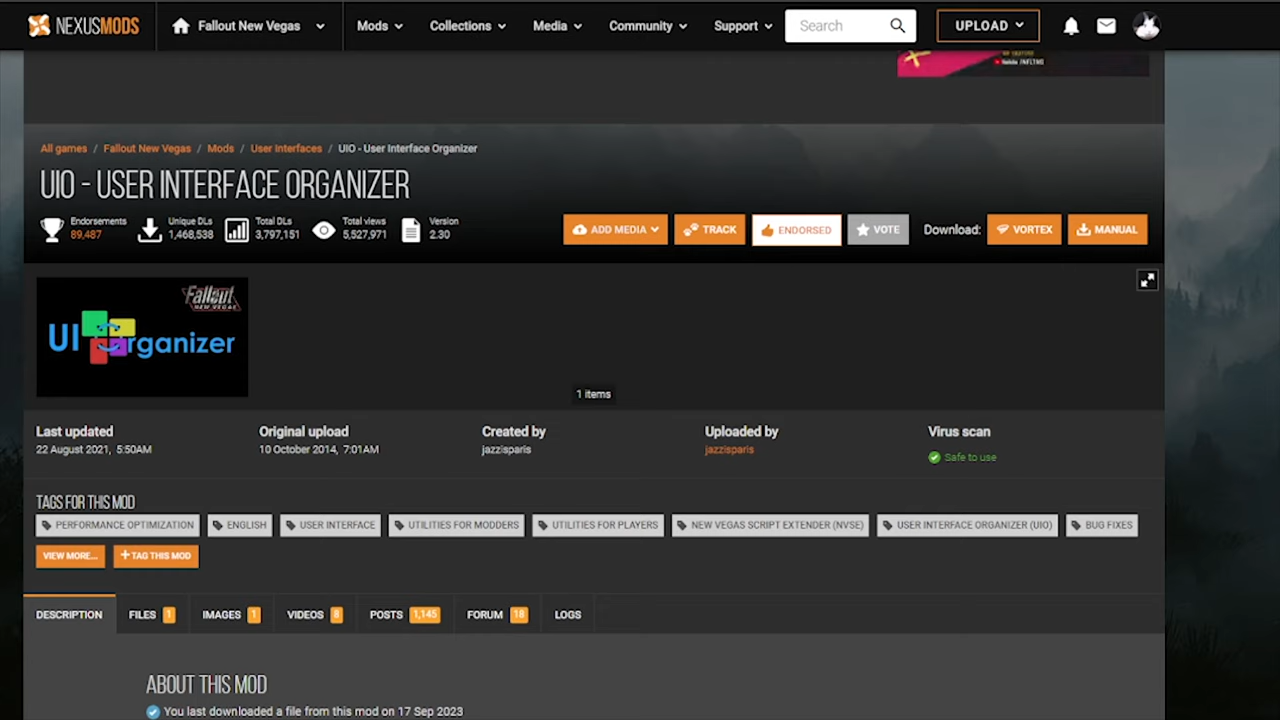 NEXUSMODS
Fallout New Vegas
Mods
Collections
Media
Community
Support
Search
UPLOAD
All games / Fallout New Vegas / Mods / User Interfaces / UIO - User Interface Organizer
UIO - USER INTERFACE ORGANIZER
Endorsements
89,487
Unique DLs
1,468,538
Total DLs
3,797,151
Total views
5,527,971
Version
2.30
ADD MEDIA
TRACK
ENDORSED
VOTE
Download:
VORTEX
MANUAL
Fallout
NEW VEGAS
UI Organizer
1 items
Last updated
22 August 2021, 5:50AM
Original upload
10 October 2014, 7:01AM
Created by
jazzisparis
Uploaded by
jazzisparis
Virus scan
Safe to use
TAGS FOR THIS MOD
PERFORMANCE OPTIMIZATION
ENGLISH
USER INTERFACE
UTILITIES FOR MODDERS
UTILITIES FOR PLAYERS
NEW VEGAS SCRIPT EXTENDER (NVSE)
USER INTERFACE ORGANIZER (UIO)
BUG FIXES
VIEW MORE...
+ TAG THIS MOD
DESCRIPTION
FILES 1
IMAGES 1
VIDEOS 8
POSTS 1,145
FORUM 18
LOGS
ABOUT THIS MOD
You last downloaded a file from this mod on 17 Sep 2023